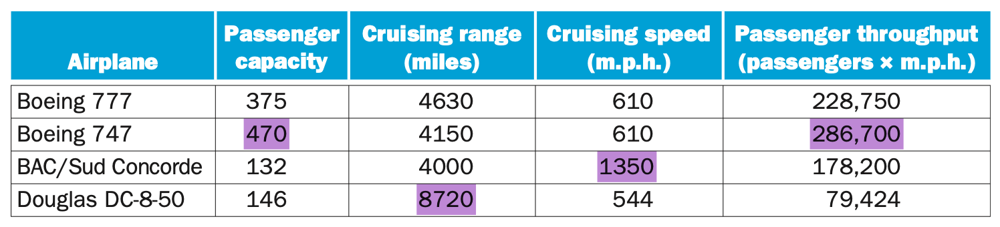 Airplane Passenger capacity Cruising range (miles) Cruising speed (m.p.h.) Passenger throughput (passengers × m.p.h.)
Boeing 777 375 4630 610 228,750
Boeing 747 470 4150 610 286,700
BAC/Sud Concorde 132 4000 1350 178,200
Douglas DC-8-50 146 8720 544 79,424